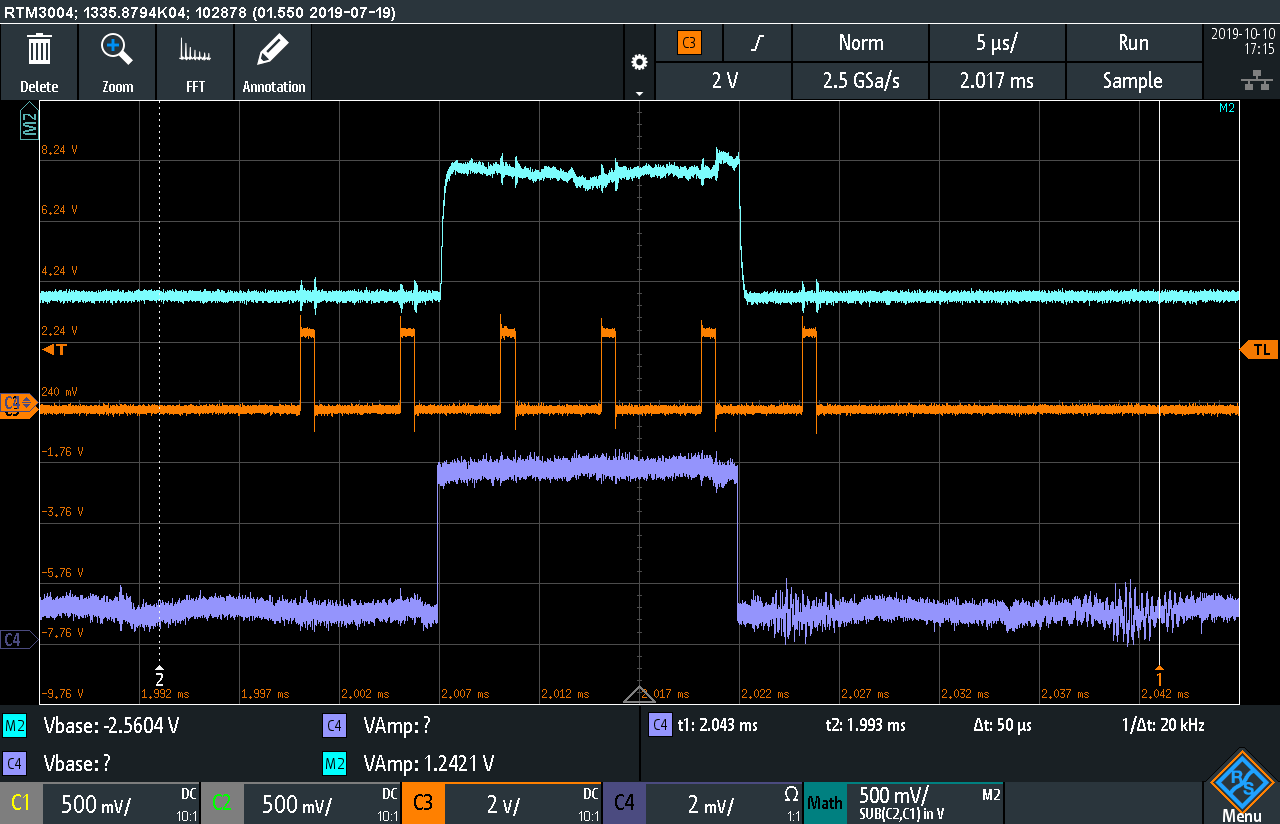 RTM3004; 1335.8794K04; 102878 (01.550 2019-07-19)
Delete Zoom FFT Annotation
C3 Norm 5 µs/ Run 2019-10-10
17:15
2 V 2.5 GSa/s 2.017 ms Sample
M2
M2
8,24 V
6,24 V
4,24 V
2,24 V
T
TL
240 mV
-1,76 V
-3,76 V
-5,76 V
-7,76 V
C4
2
1
-9,76 V 1,992 ms 1,997 ms 2,002 ms 2,007 ms 2,012 ms 2,017 ms 2,022 ms 2,027 ms 2,032 ms 2,037 ms 2,042 ms
M2 Vbase: -2.5604 V C4 VAmp: ? C4 t1: 2.043 ms t2: 1.993 ms Δt: 50 µs 1/Δt: 20 kHz
C4 Vbase: ? M2 VAmp: 1.2421 V
C1 500 mV/ DC 10:1 C2 500 mV/ DC 10:1 C3 2 V/ DC 10:1 C4 2 mV/ Ω 1:1 Math 500 mV/ M2
SUB(C2,C1) in V
R S
Menu